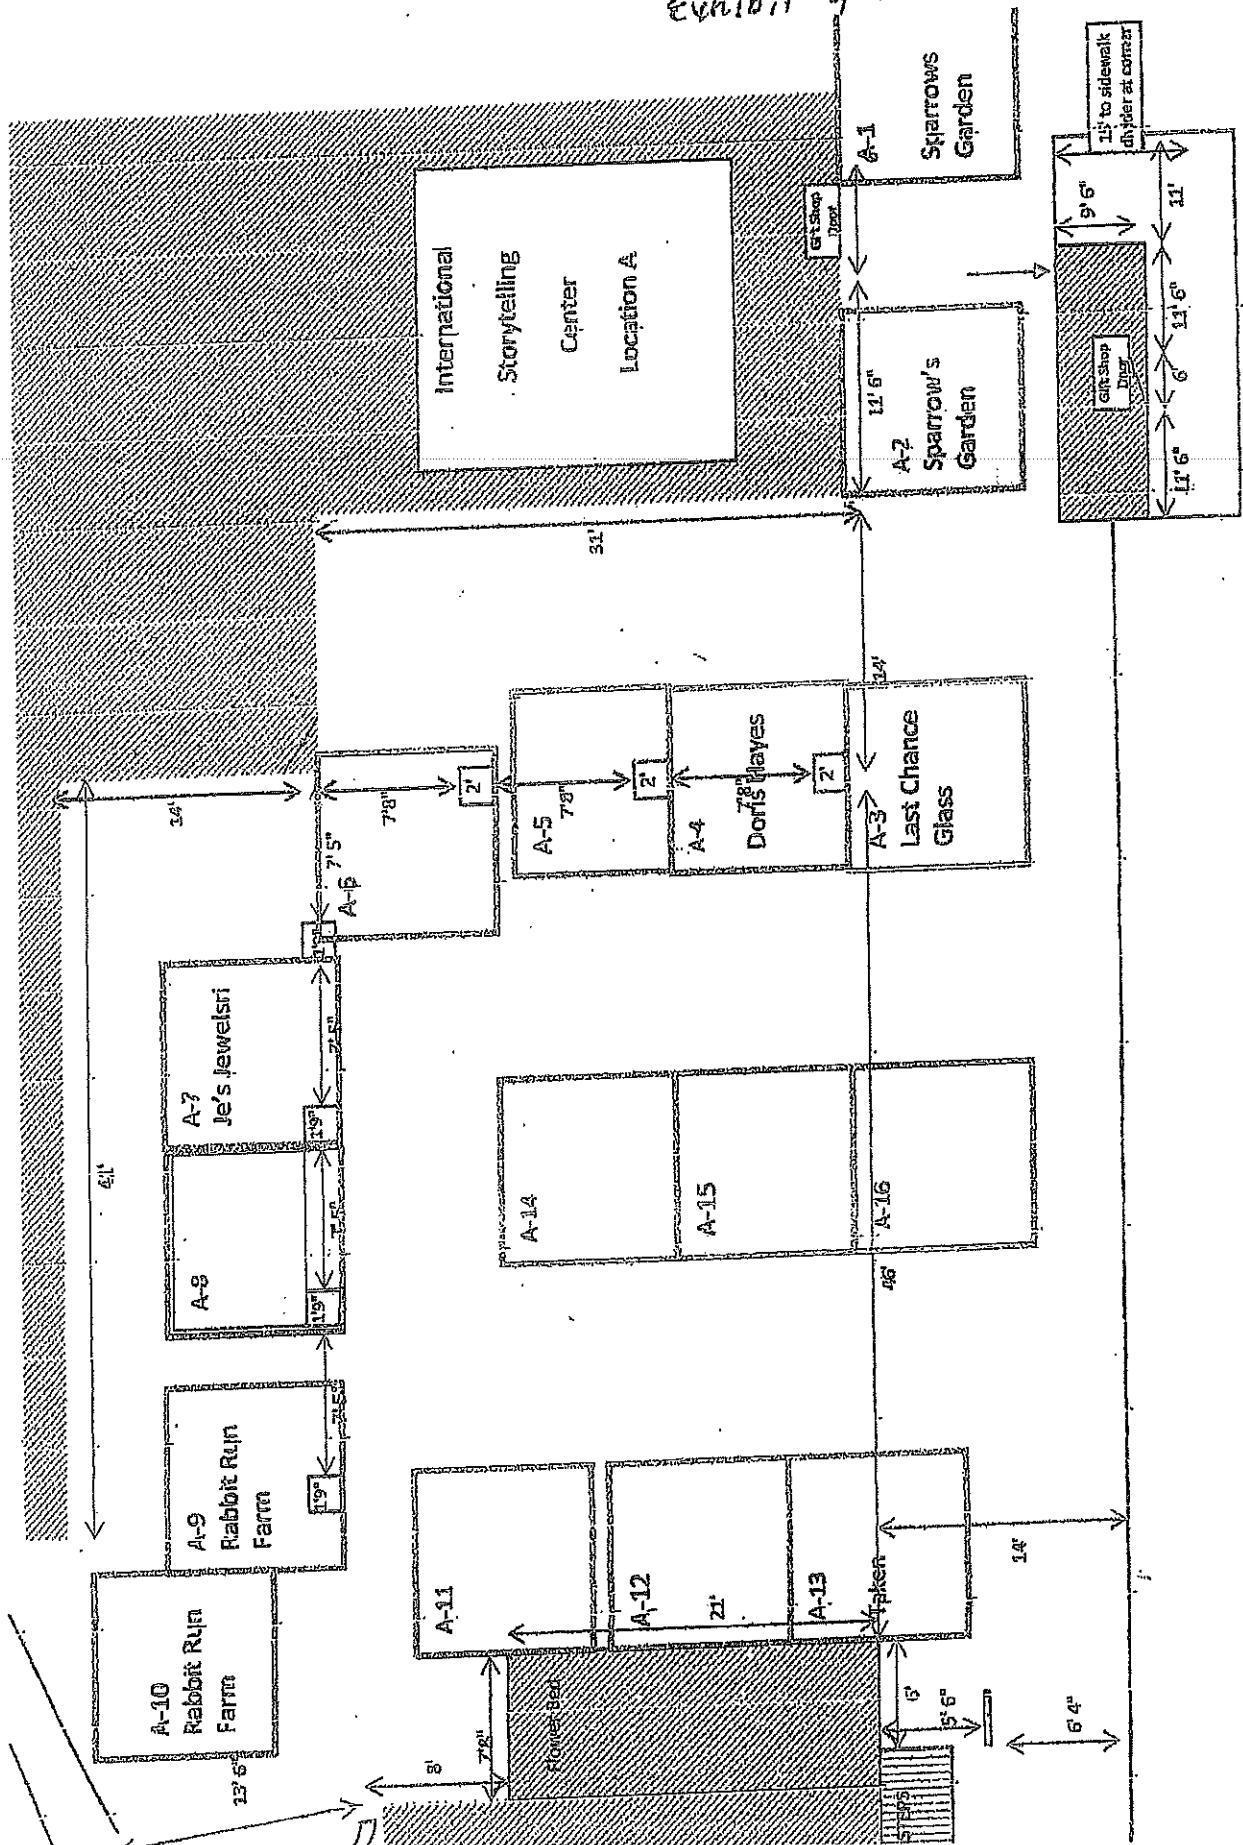 Exhibit
International
Storytelling
Center
Location A
Sparrows
Garden
A-1
Gift Shop
Door
A-2
Sparrow's
Garden
11' 6"
15' to sidewalk
divider at corner
9' 6"
11'
11' 6"
6'
11' 6"
Gift Shop
Door
31'
14'
14'
41'
7'5"
7'8"
2'
A-6
A-5
7'8"
2'
A-4
Doris Hayes
7'8"
2'
A-3
Last Chance
Glass
A-7
Je's Jewelsri
7'5"
1'9"
A-8
7'5"
1'9"
A-9
Rabbit Run
Farm
7'5"
1'9"
A-10
Rabbit Run
Farm
13' 6"
A-14
A-15
A-16
46'
A-11
A-12
21'
A-13
Taken
14'
Flower Bed
7'8"
8'
6'
5' 6"
6' 4"
STEPS